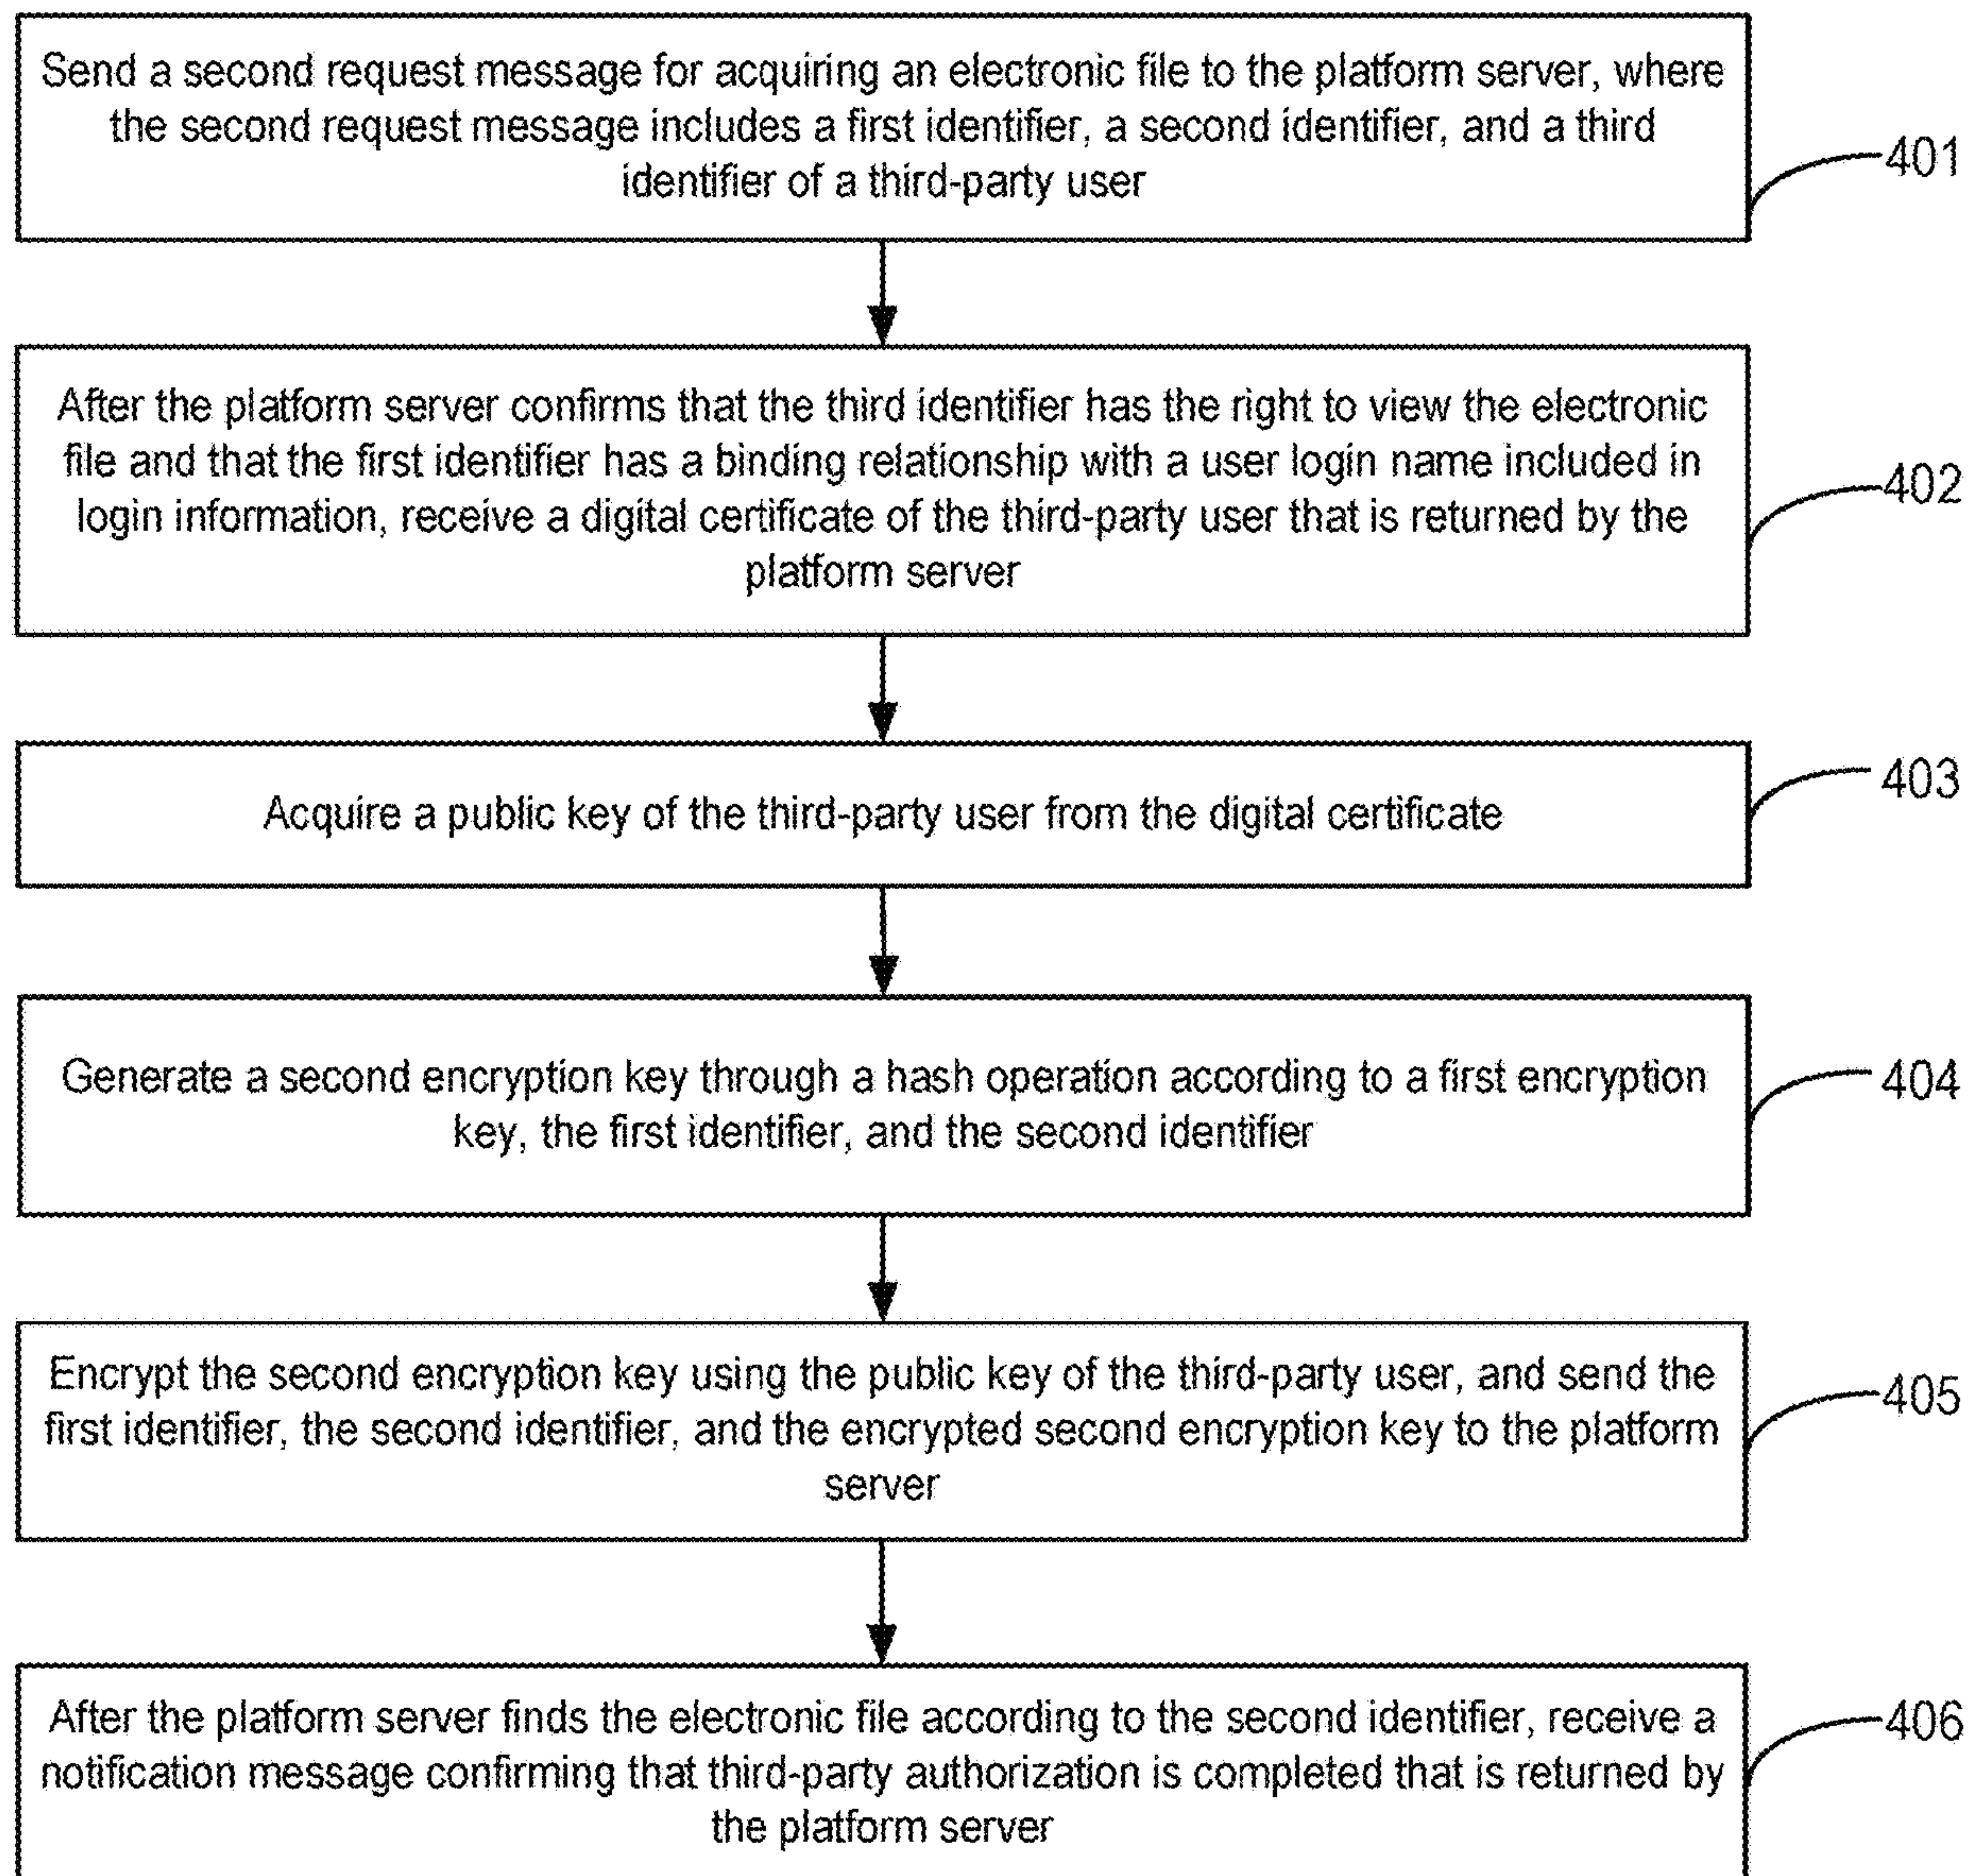 Send a second request message for acquiring an electronic file to the platform server, where
the second request message includes a first identifier, a second identifier, and a third
identifier of a third-party user
401
After the platform server confirms that the third identifier has the right to view the electronic
file and that the first identifier has a binding relationship with a user login name included in
login information, receive a digital certificate of the third-party user that is returned by the
platform server
402
Acquire a public key of the third-party user from the digital certificate
403
Generate a second encryption key through a hash operation according to a first encryption
key, the first identifier, and the second identifier
404
Encrypt the second encryption key using the public key of the third-party user, and send the
first identifier, the second identifier, and the encrypted second encryption key to the platform
server
405
After the platform server finds the electronic file according to the second identifier, receive a
notification message confirming that third-party authorization is completed that is returned by
the platform server
406